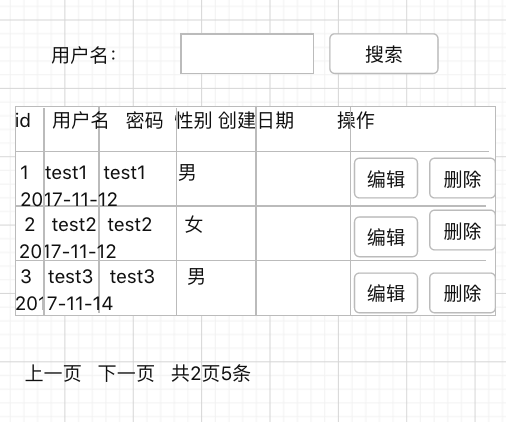 用户名： 搜索
id 用户名 密码 性别 创建日期 操作
1 test1 test1 男 编辑 删除
2017-11-12
2 test2 test2 女 编辑 删除
2017-11-12
3 test3 test3 男 编辑 删除
2017-11-14
上一页 下一页 共2页5条